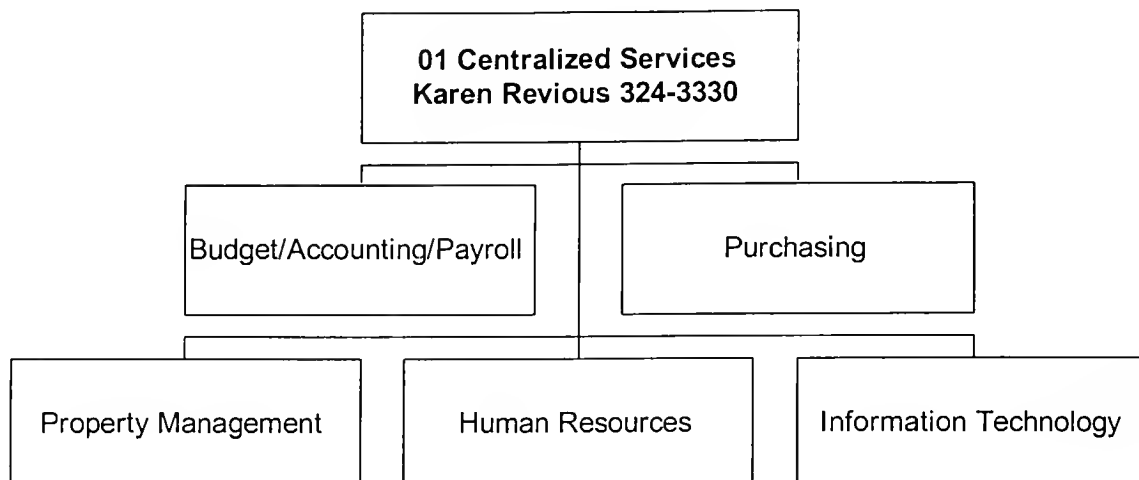 01 Centralized Services
Karen Revious 324-3330
Budget/Accounting/Payroll
Purchasing
Property Management
Human Resources
Information Technology